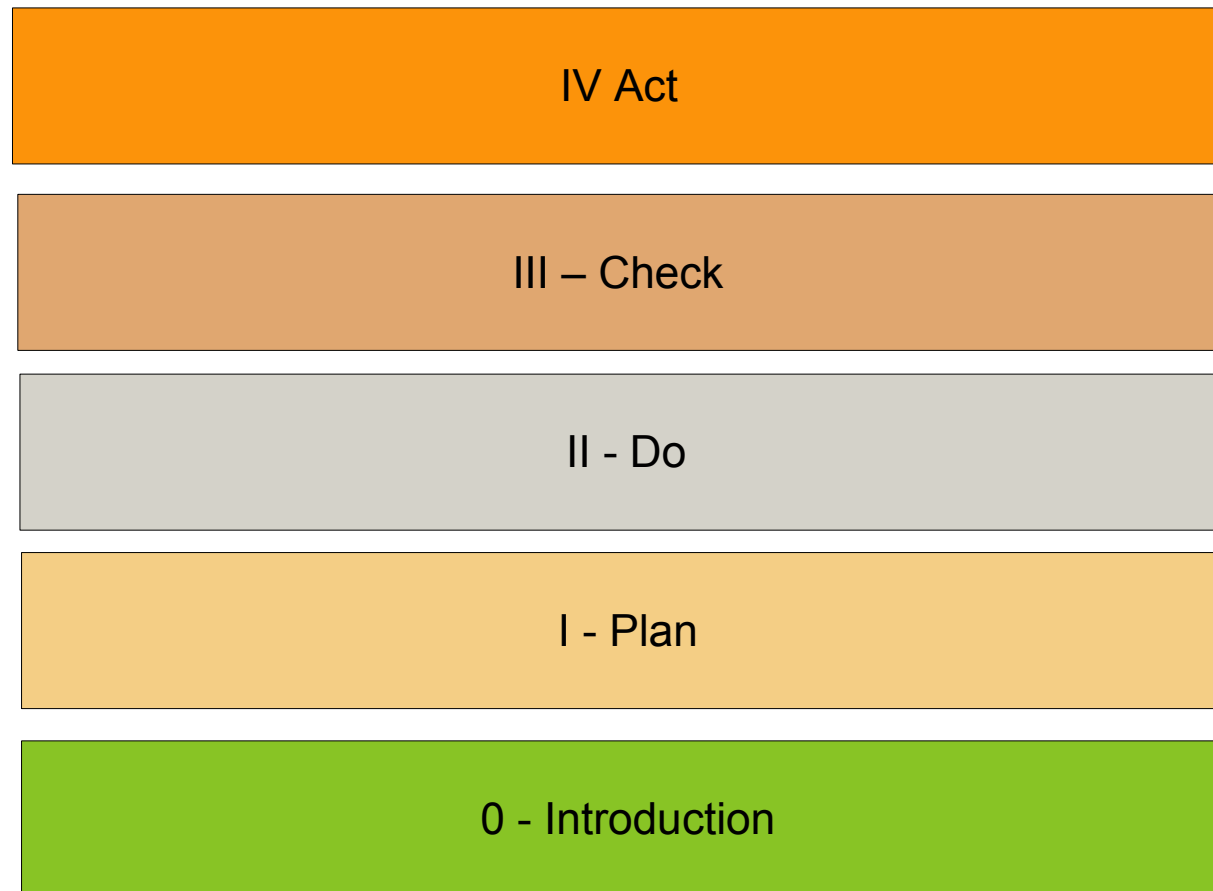 IV Act
III – Check
II - Do
I - Plan
0 - Introduction